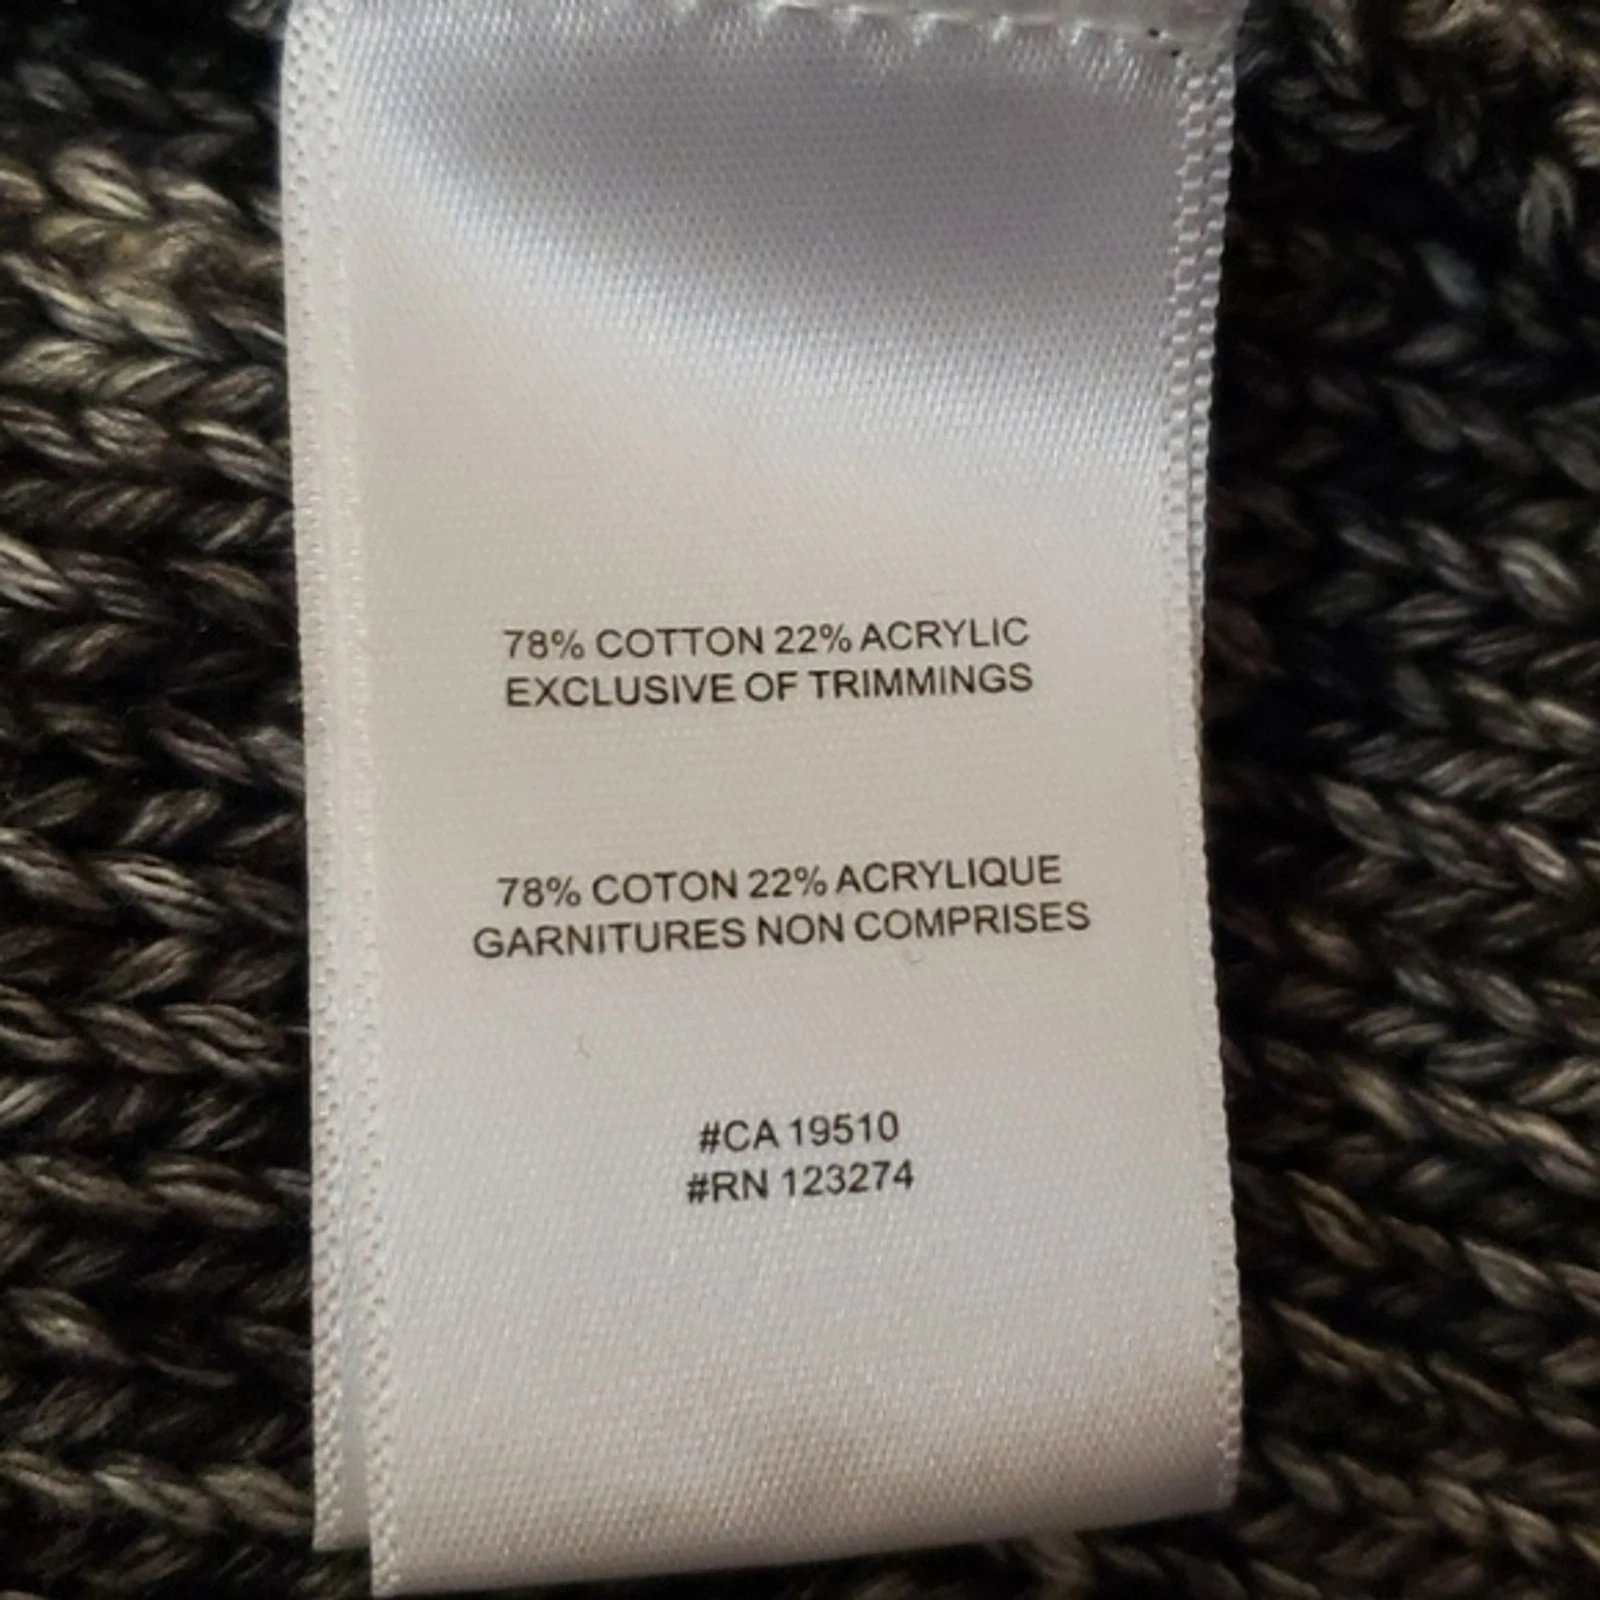 78% COTTON 22% ACRYLIC
EXCLUSIVE OF TRIMMINGS
78% COTON 22% ACRYLIQUE
GARNITURES NON COMPRISES
#CA 19510
#RN 123274